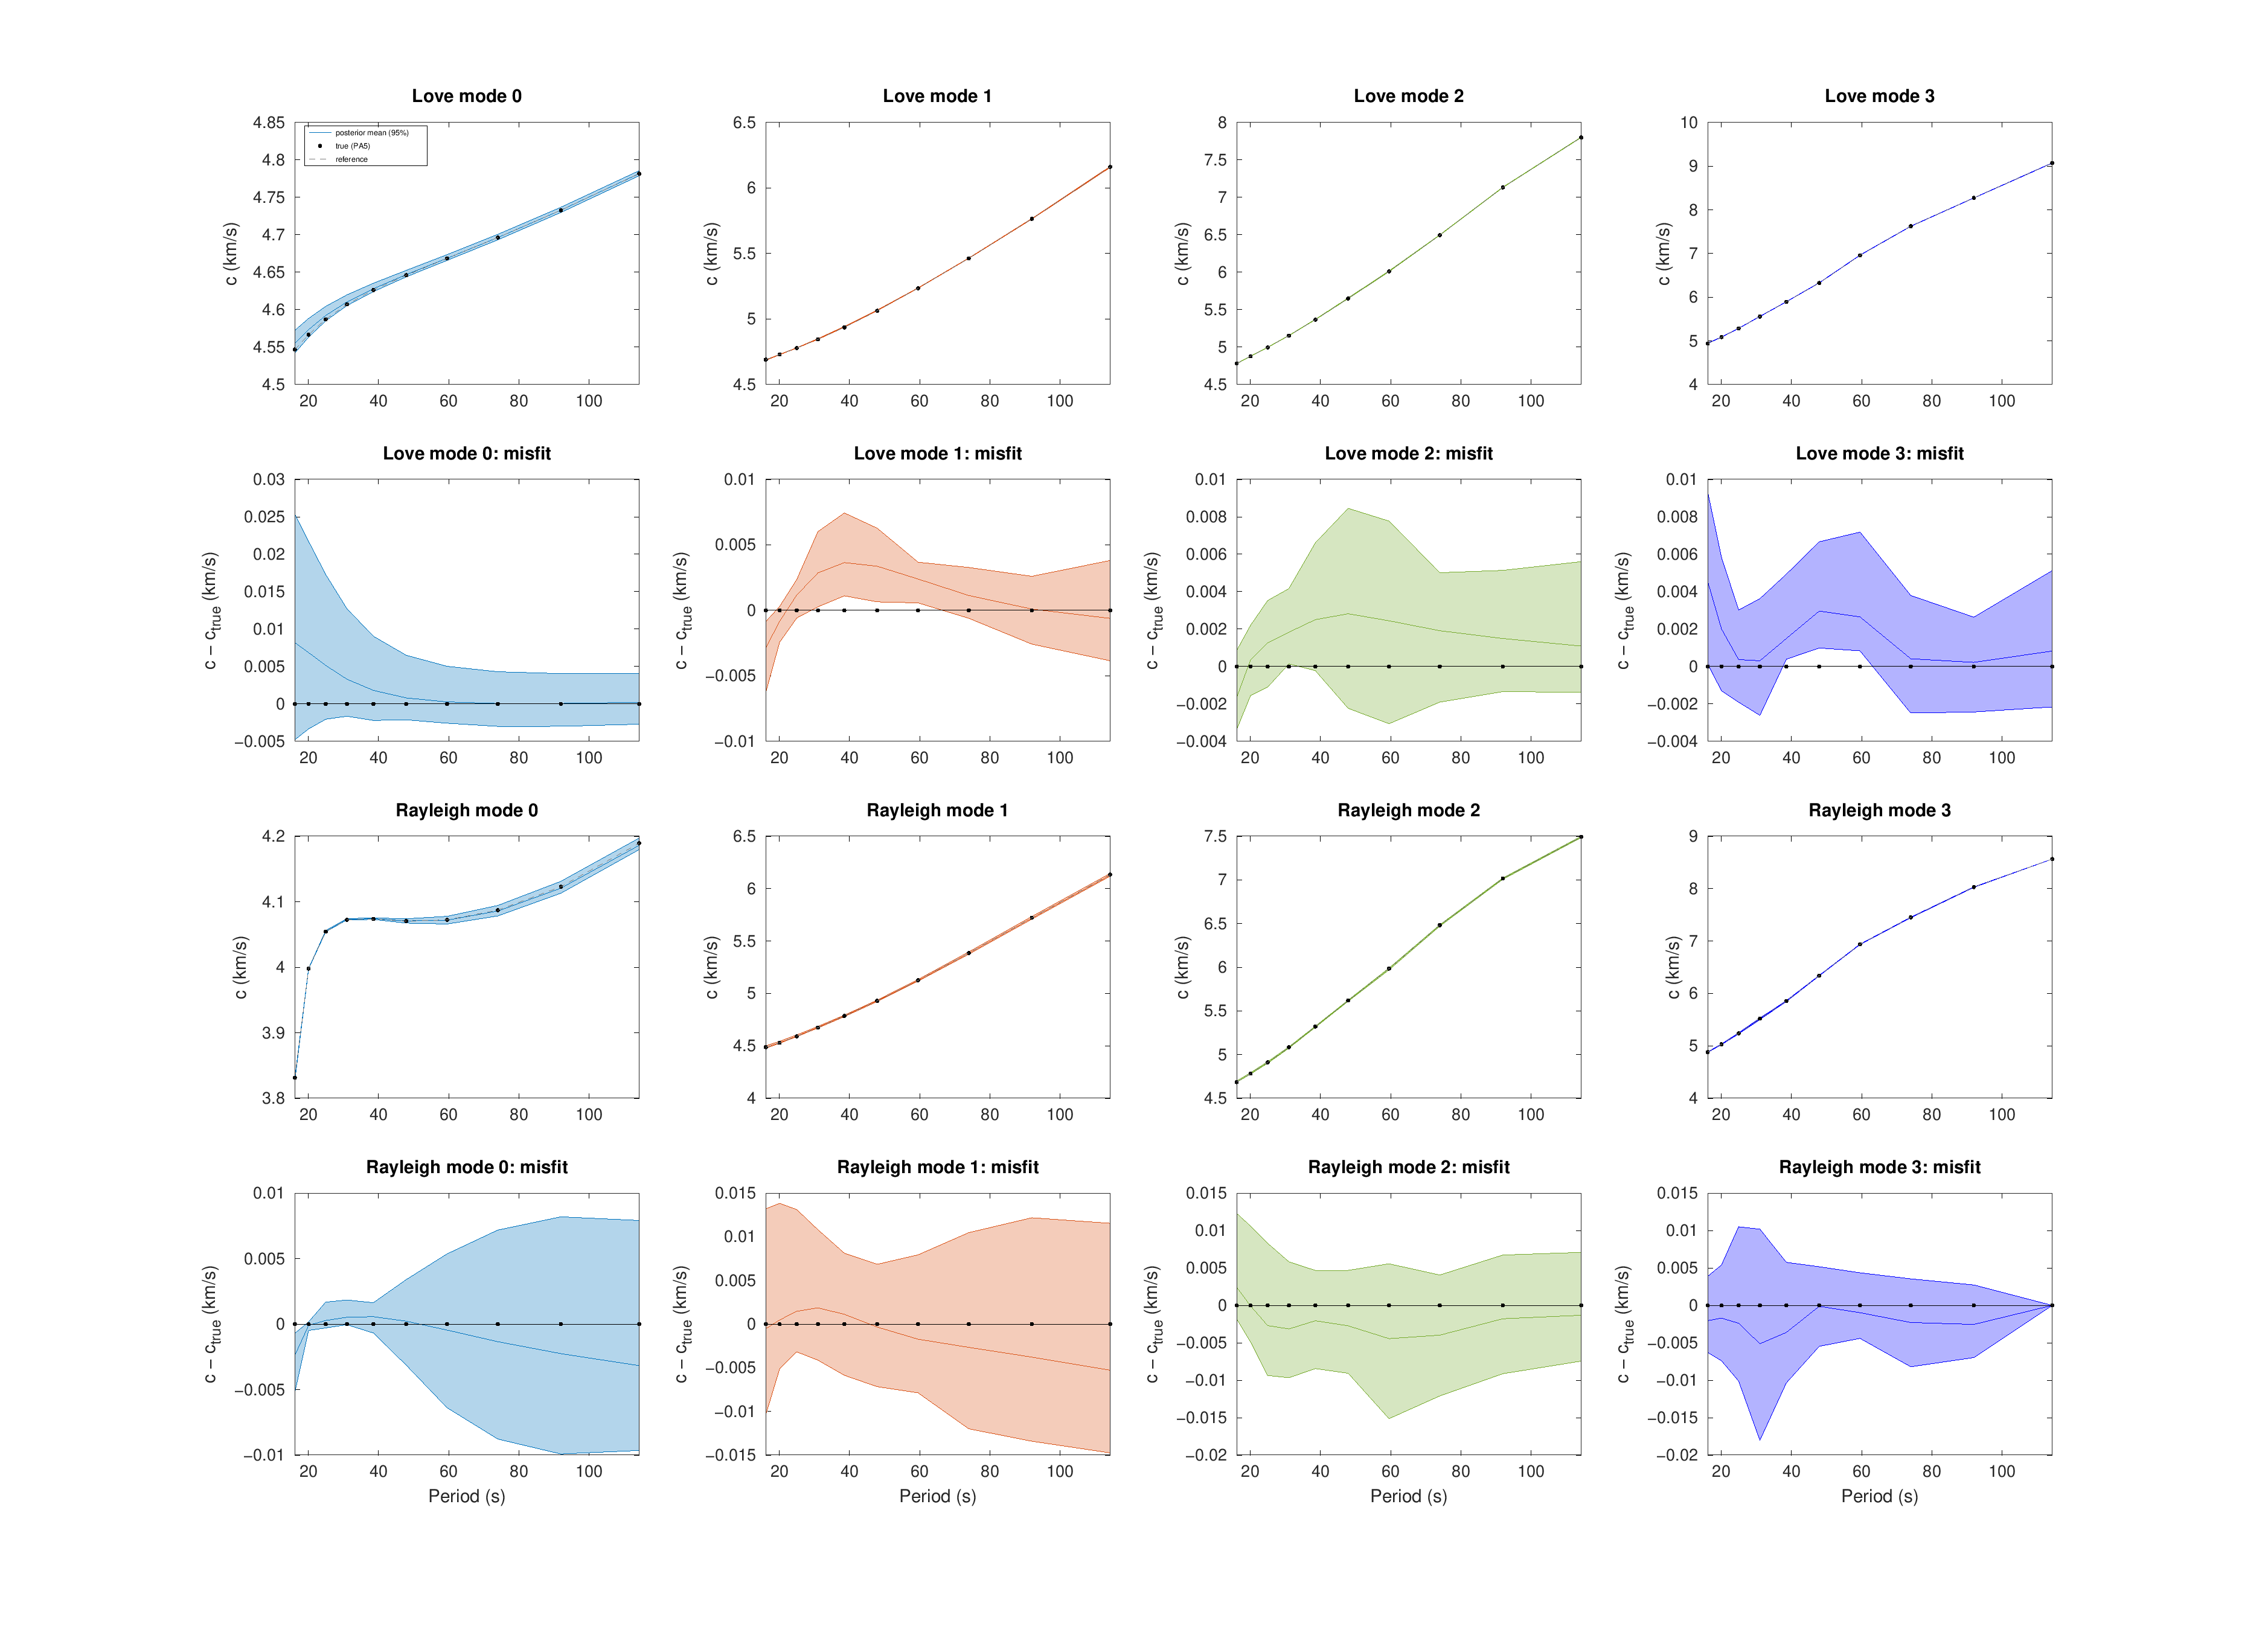 Love mode 0
Love mode 1
Love mode 2
Love mode 3
4.85
4.8
4.75
4.7
4.65
4.6
4.55
4.5
c (km/s)
posterior mean (95%)
true (PA5)
reference
20 40 60 80 100
6.5
6
5.5
5
4.5
c (km/s)
20 40 60 80 100
8
7.5
7
6.5
6
5.5
5
4.5
c (km/s)
20 40 60 80 100
10
9
8
7
6
5
4
c (km/s)
20 40 60 80 100
Love mode 0: misfit
Love mode 1: misfit
Love mode 2: misfit
Love mode 3: misfit
0.03
0.025
0.02
0.015
0.01
0.005
0
−0.005
c − c_true (km/s)
20 40 60 80 100
0.01
0.005
0
−0.005
−0.01
c − c_true (km/s)
20 40 60 80 100
0.01
0.008
0.006
0.004
0.002
0
−0.002
−0.004
c − c_true (km/s)
20 40 60 80 100
0.01
0.008
0.006
0.004
0.002
0
−0.002
−0.004
c − c_true (km/s)
20 40 60 80 100
Rayleigh mode 0
Rayleigh mode 1
Rayleigh mode 2
Rayleigh mode 3
4.2
4.1
4
3.9
3.8
c (km/s)
20 40 60 80 100
6.5
6
5.5
5
4.5
4
c (km/s)
20 40 60 80 100
7.5
7
6.5
6
5.5
5
4.5
c (km/s)
20 40 60 80 100
9
8
7
6
5
4
c (km/s)
20 40 60 80 100
Rayleigh mode 0: misfit
Rayleigh mode 1: misfit
Rayleigh mode 2: misfit
Rayleigh mode 3: misfit
0.01
0.005
0
−0.005
−0.01
c − c_true (km/s)
20 40 60 80 100
Period (s)
0.015
0.01
0.005
0
−0.005
−0.01
−0.015
c − c_true (km/s)
20 40 60 80 100
Period (s)
0.015
0.01
0.005
0
−0.005
−0.01
−0.015
−0.02
c − c_true (km/s)
20 40 60 80 100
Period (s)
0.015
0.01
0.005
0
−0.005
−0.01
−0.015
−0.02
c − c_true (km/s)
20 40 60 80 100
Period (s)